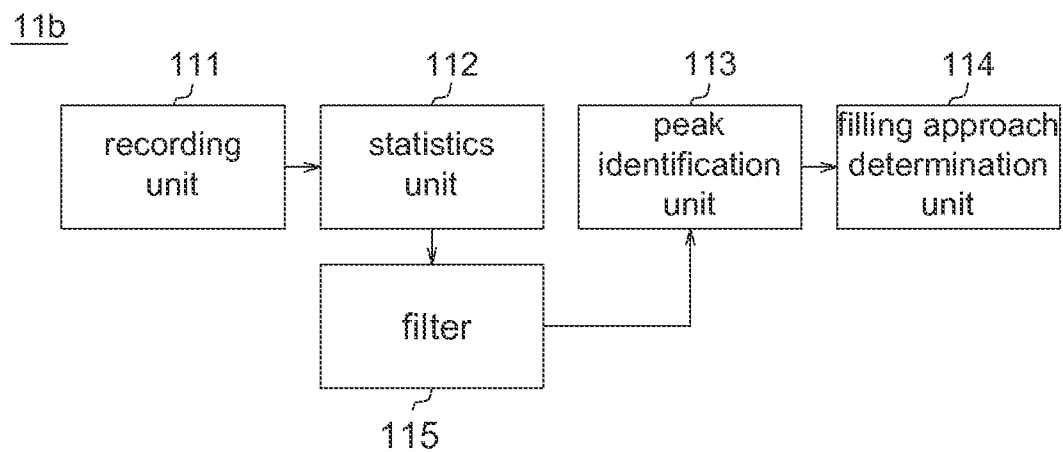 11b
111
112
113
114
recording
unit
statistics
unit
peak
identification
unit
filling approach
determination
unit
filter
115